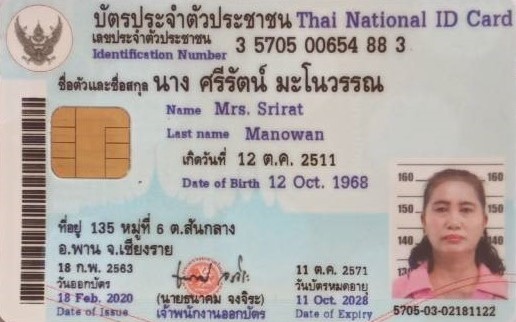 บัตรประจำตัวประชาชน Thai National ID Card
เลขประจำตัวประชาชน 3 5705 00654 88 3
Identification Number
ชื่อตัวและชื่อสกุล นาง ศรีรัตน์ มะโนวรรณ
Name Mrs. Srirat
Last name Manowan
เกิดวันที่ 12 ต.ค. 2511
Date of Birth 12 Oct. 1968
ที่อยู่ 135 หมู่ที่ 6 ต.สันกลาง
อ.พาน จ.เชียงราย
18 ก.พ. 2563
วันออกบัตร
18 Feb. 2020
Date of Issue
(นายธนาคม จงจิระ)
เจ้าพนักงานออกบัตร
11 ต.ค. 2571
วันบัตรหมดอายุ
11 Oct. 2028
Date of Expiry
160 160
150 150
140 140
5705-03-02181122